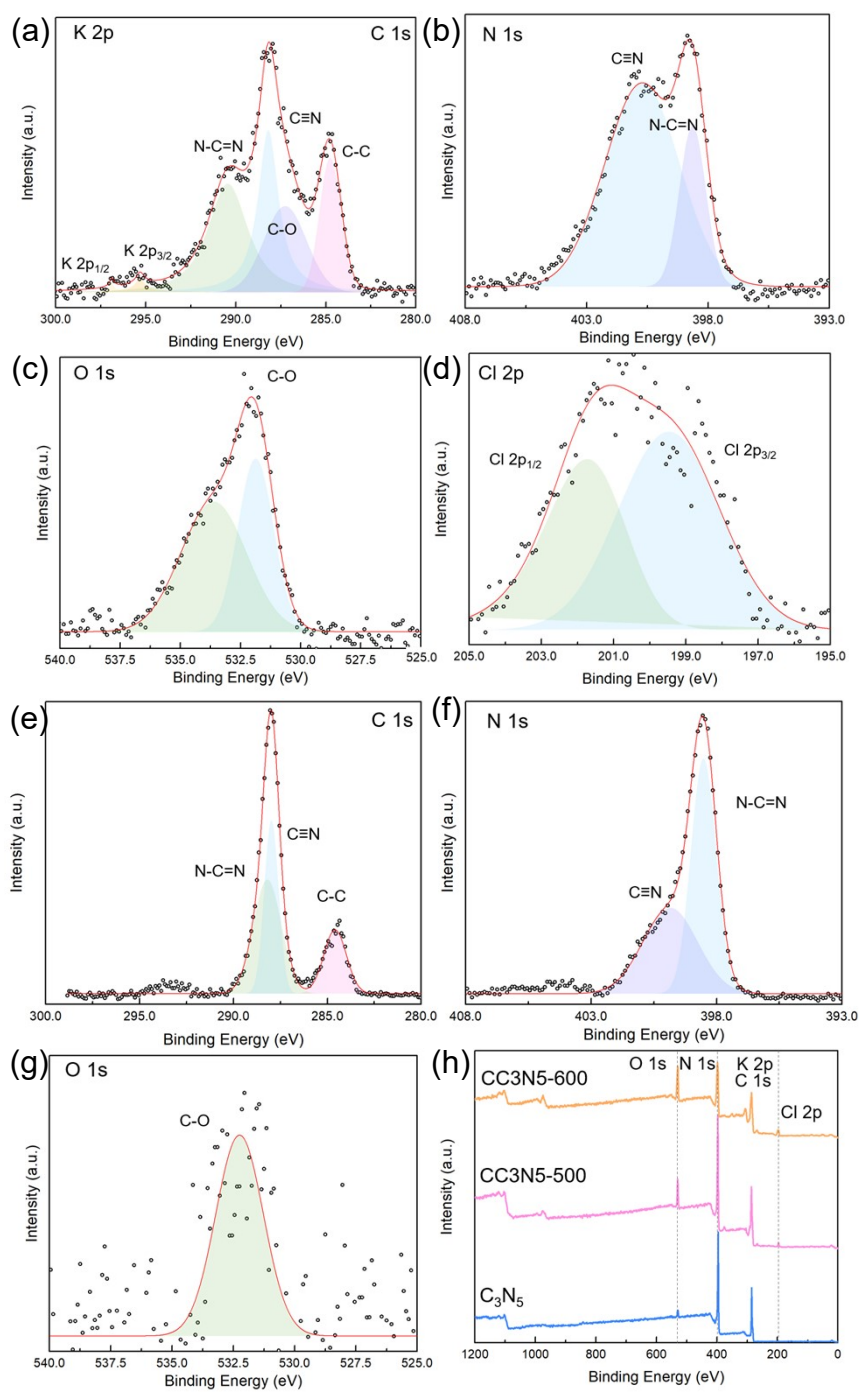 (a)
K 2p
C 1s
N-C=N
C≡N
C-C
C-O
K 2p1/2
K 2p3/2
Intensity (a.u.)
300.0 295.0 290.0 285.0 280.0
Binding Energy (eV)
(b)
N 1s
C≡N
N-C=N
Intensity (a.u.)
408.0 403.0 398.0 393.0
Binding Energy (eV)
(c)
O 1s
C-O
Intensity (a.u.)
540.0 537.5 535.0 532.5 530.0 527.5 525.0
Binding Energy (eV)
(d)
Cl 2p
Cl 2p1/2
Cl 2p3/2
Intensity (a.u.)
205.0 203.0 201.0 199.0 197.0 195.0
Binding Energy (eV)
(e)
C 1s
C≡N
N-C=N
C-C
Intensity (a.u.)
300.0 295.0 290.0 285.0 280.0
Binding Energy (eV)
(f)
N 1s
N-C=N
C≡N
Intensity (a.u.)
408.0 403.0 398.0 393.0
Binding Energy (eV)
(g)
O 1s
C-O
Intensity (a.u.)
540.0 537.5 535.0 532.5 530.0 527.5 525.0
Binding Energy (eV)
(h)
O 1s
N 1s
K 2p
C 1s
Cl 2p
CC3N5-600
CC3N5-500
C3N5
Intensity (a.u.)
1200 1000 800 600 400 200 0
Binding Energy (eV)